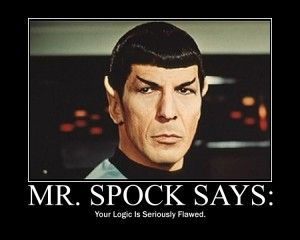 MR. SPOCK SAYS:
Your Logic Is Seriously Flawed.